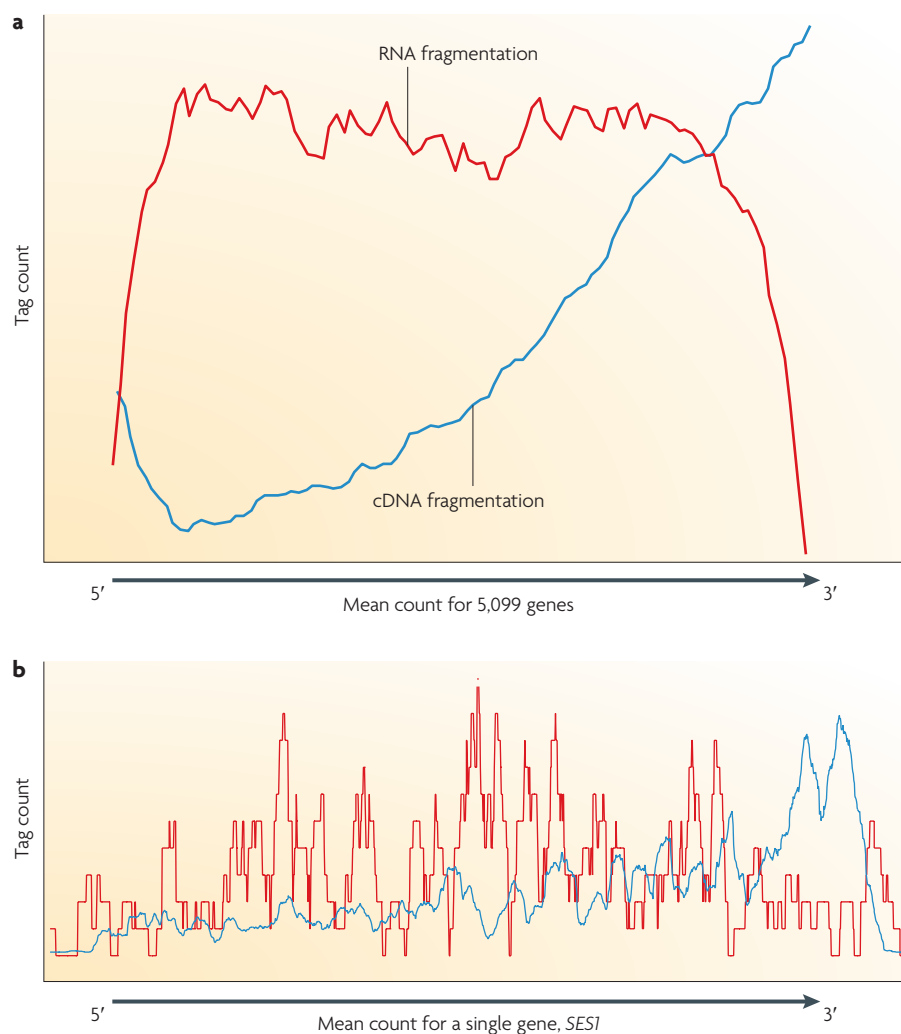 a
RNA fragmentation
Tag count
cDNA fragmentation
5′
3′
Mean count for 5,099 genes
b
Tag count
5′
3′
Mean count for a single gene, SES1